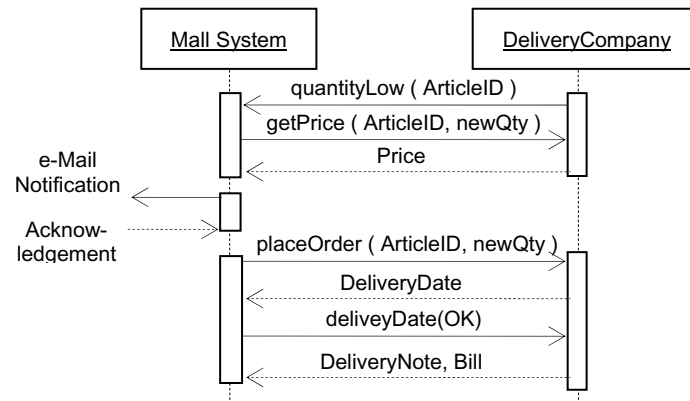 Mall System
DeliveryCompany
quantityLow ( ArticleID )
getPrice ( ArticleID, newQty )
Price
e-Mail
Notification
Acknow-
ledgement
placeOrder ( ArticleID, newQty )
DeliveryDate
deliveyDate(OK)
DeliveryNote, Bill